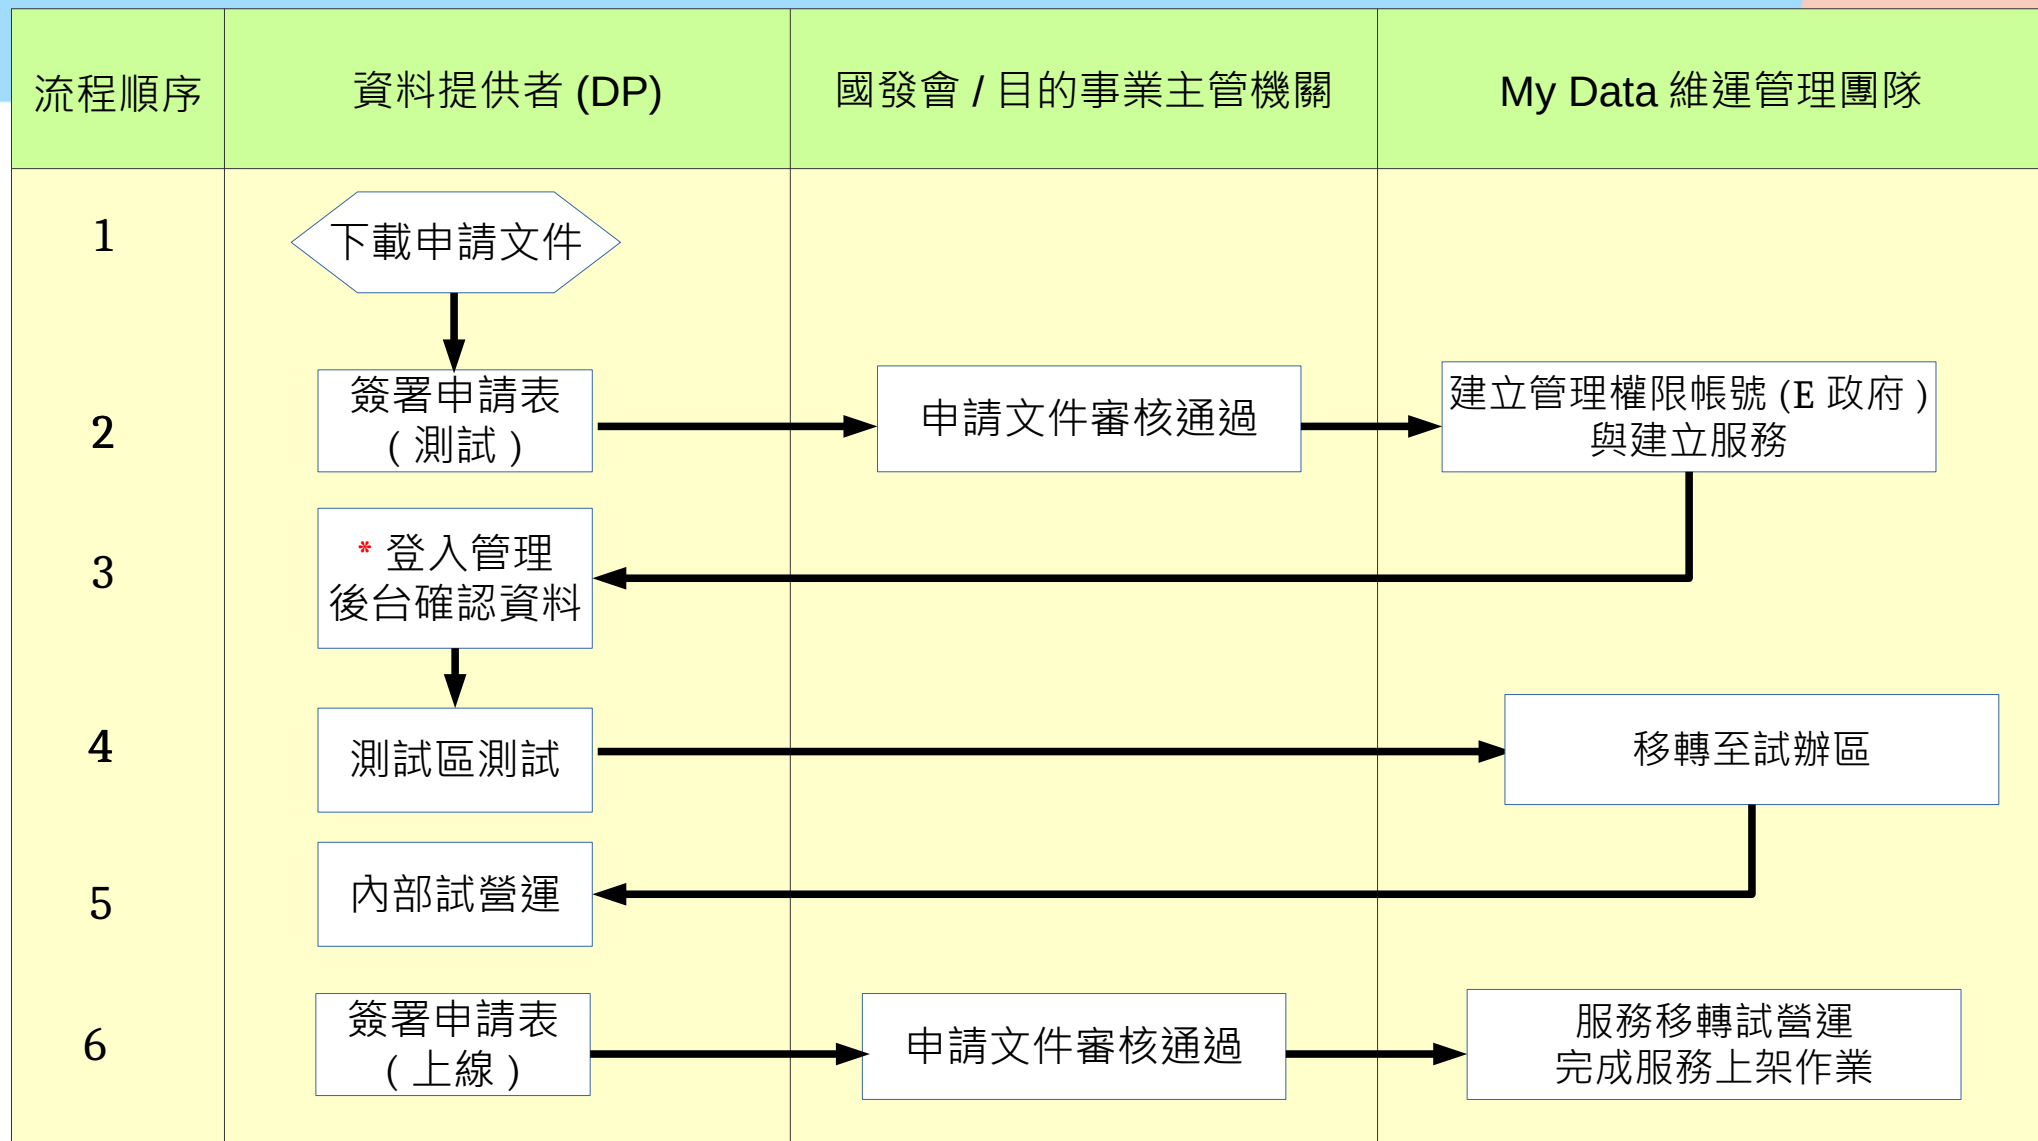 流程順序
資料提供者 (DP)
國發會 / 目的事業主管機關
My Data 維運管理團隊
1
下載申請文件
2
簽署申請表
( 測試 )
申請文件審核通過
建立管理權限帳號 (E 政府 )
與建立服務
3
* 登入管理
後台確認資料
4
測試區測試
移轉至試辦區
5
內部試營運
6
簽署申請表
( 上線 )
申請文件審核通過
服務移轉試營運
完成服務上架作業